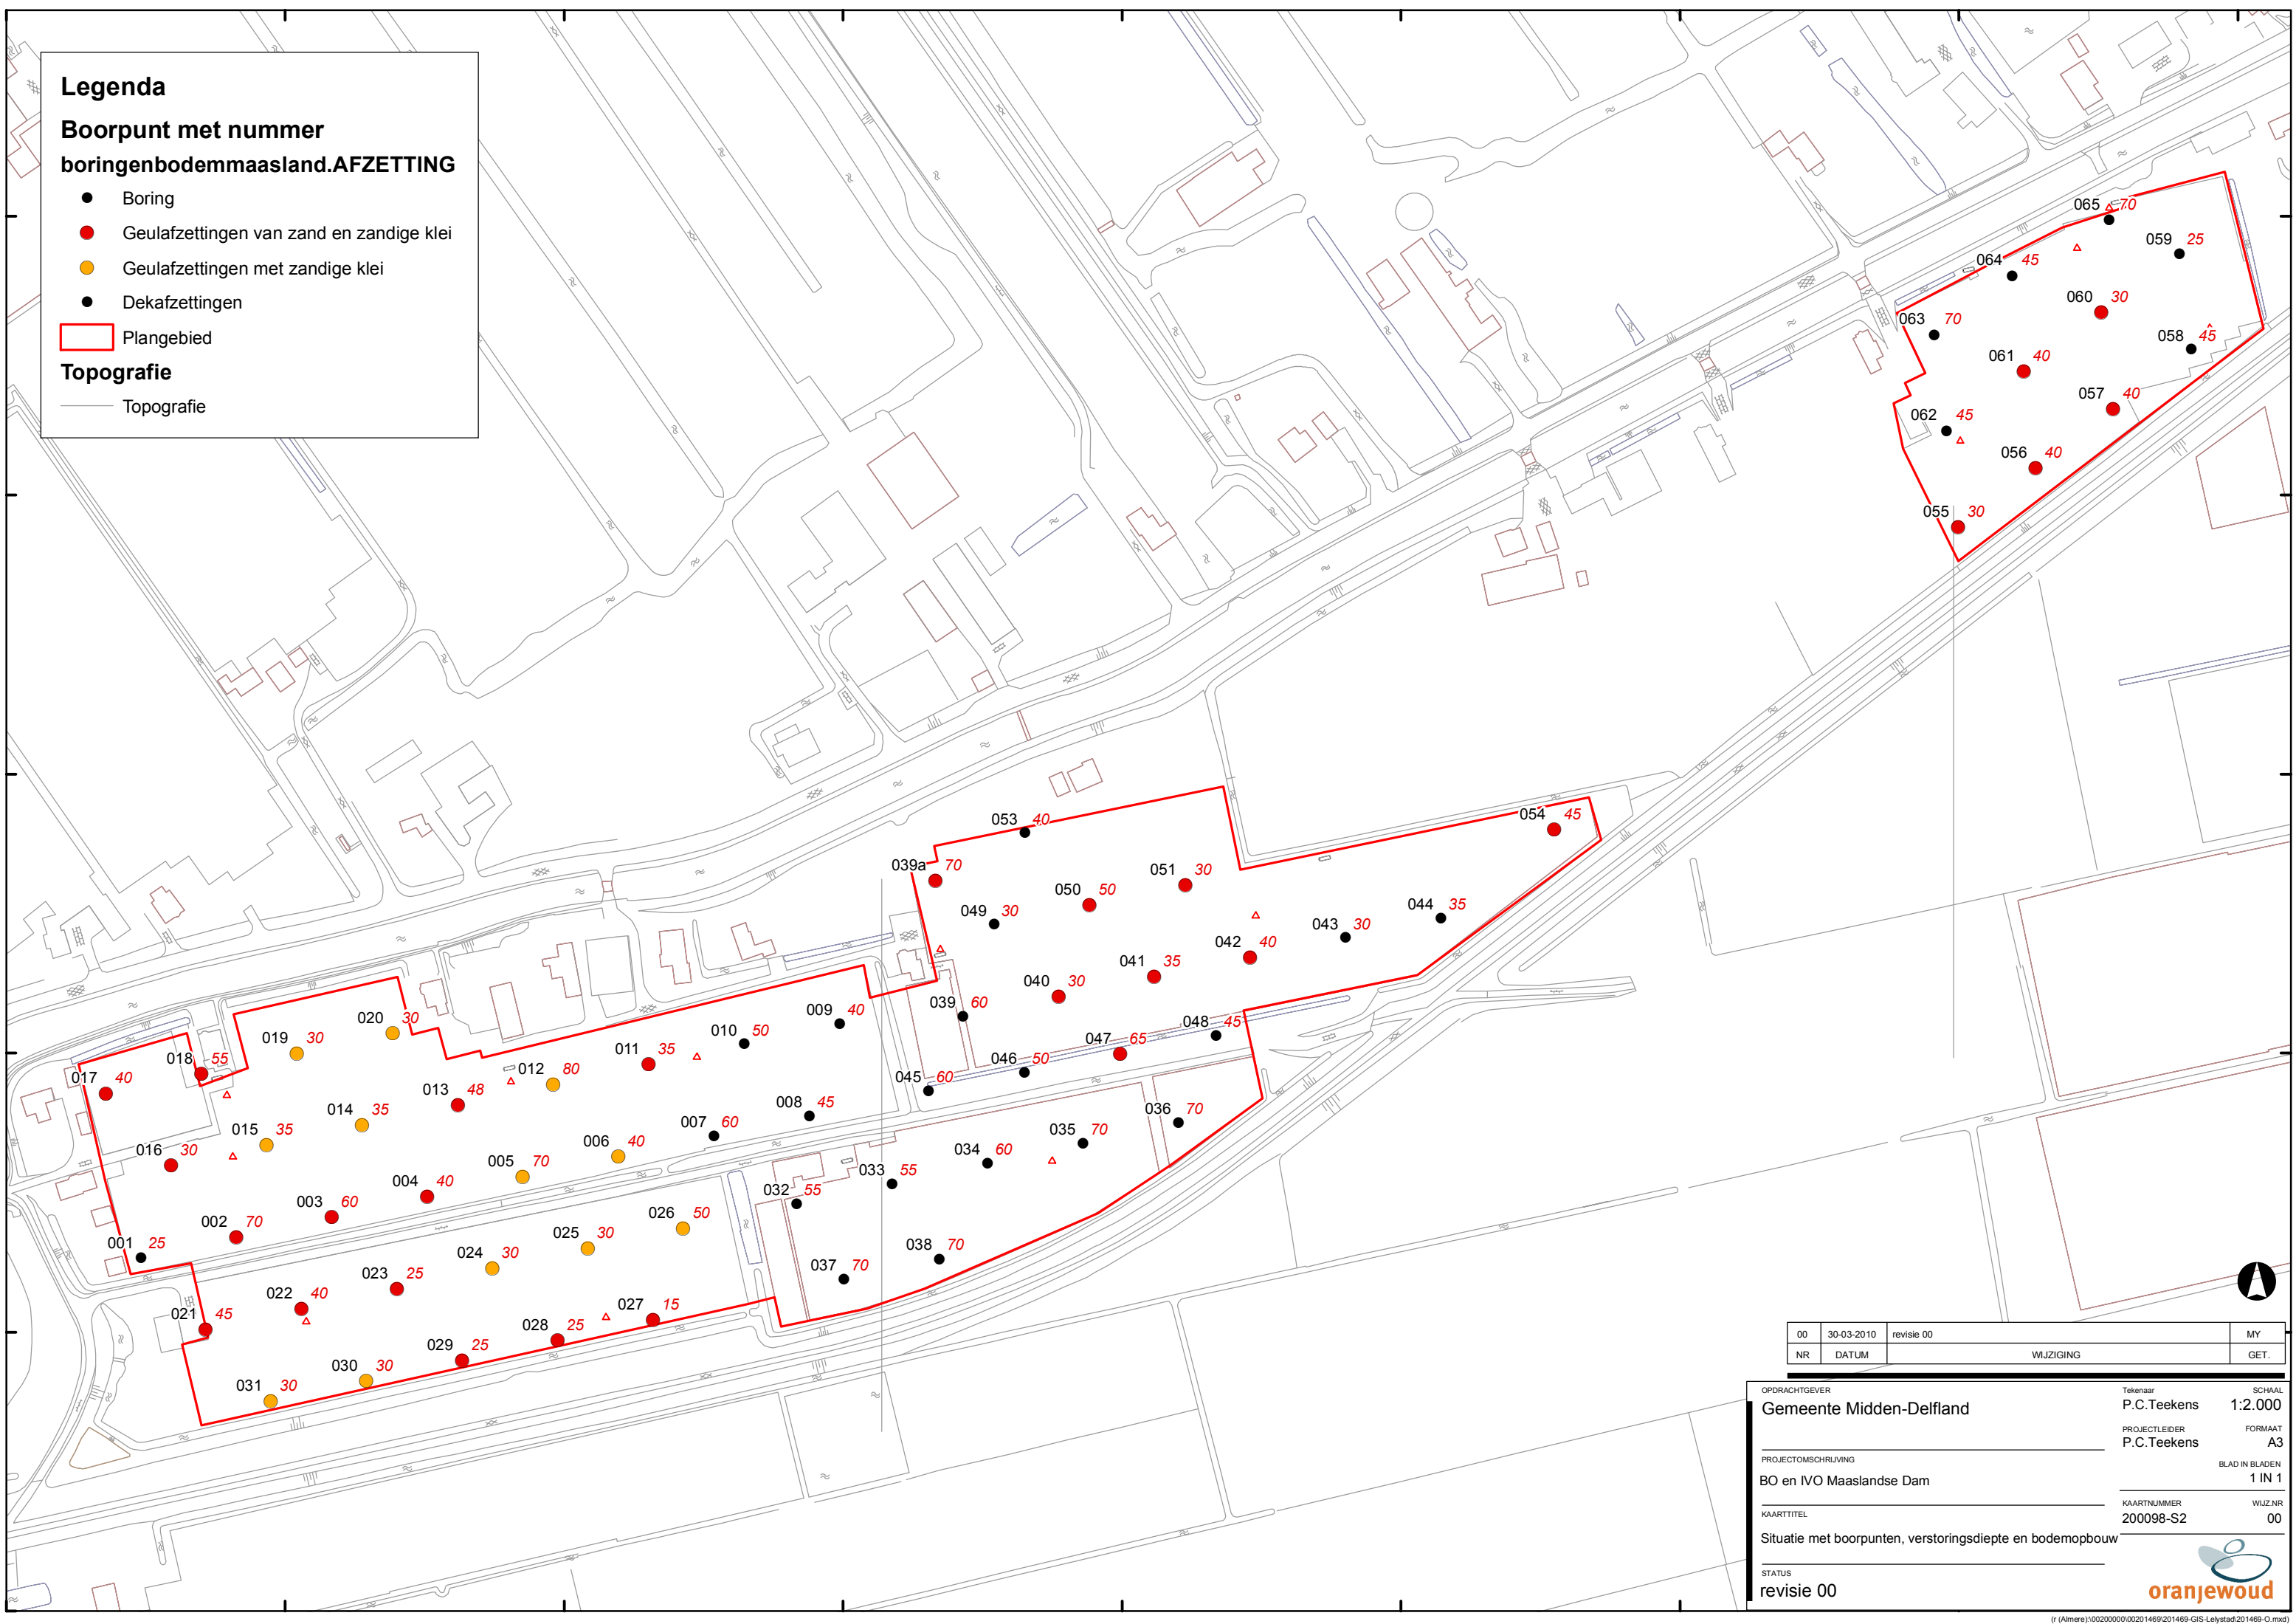 Legenda
Boorpunt met nummer
boringenbodemmaasland.AFZETTING
Boring
Geulafzettingen van zand en zandige klei
Geulafzettingen met zandige klei
Dekafzettingen
Plangebied
Topografie
Topografie
065 70
059 25
064 45
060 30
063 70
058 45
061 40
057 40
062 45
056 40
055 30
053 40
054 45
039a 70
051 30
050 50
049 30
044 35
043 30
042 40
041 35
040 30
039 60
009 40
010 50
048 45
047 65
046 50
045 60
020 30
019 30
018 55
017 40
011 35
012 80
013 48
014 35
015 35
016 30
008 45
007 60
006 40
005 70
004 40
003 60
002 70
001 25
036 70
035 70
034 60
033 55
032 55
026 50
025 30
024 30
023 25
022 40
021 45
038 70
037 70
027 15
028 25
029 25
030 30
031 30
00 30-03-2010 revisie 00 MY
NR DATUM WIJZIGING GET.
OPDRACHTGEVER
Gemeente Midden-Delfland
Tekenaar SCHAAL
P.C.Teekens 1:2.000
PROJECTLEIDER FORMAAT
P.C.Teekens A3
PROJECTOMSCHRIJVING
BO en IVO Maaslandse Dam
BLAD IN BLADEN
1 IN 1
KAARTNUMMER WIJZ.NR
200098-S2 00
KAARTTITEL
Situatie met boorpunten, verstoringsdiepte en bodemopbouw
STATUS
revisie 00
oranjewoud
(r (Almere):\00200000\00201469\201469-GIS-Lelystad\201469-O.mxd)